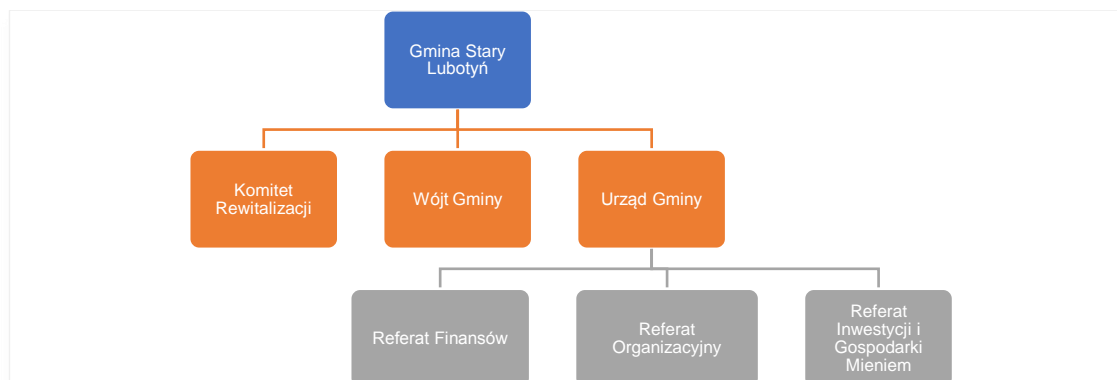 Gmina Stary
Lubotyń
Komitet
Rewitalizacji
Wójt Gminy
Urząd Gminy
Referat Finansów
Referat
Organizacyjny
Referat
Inwestycji i
Gospodarki
Mieniem